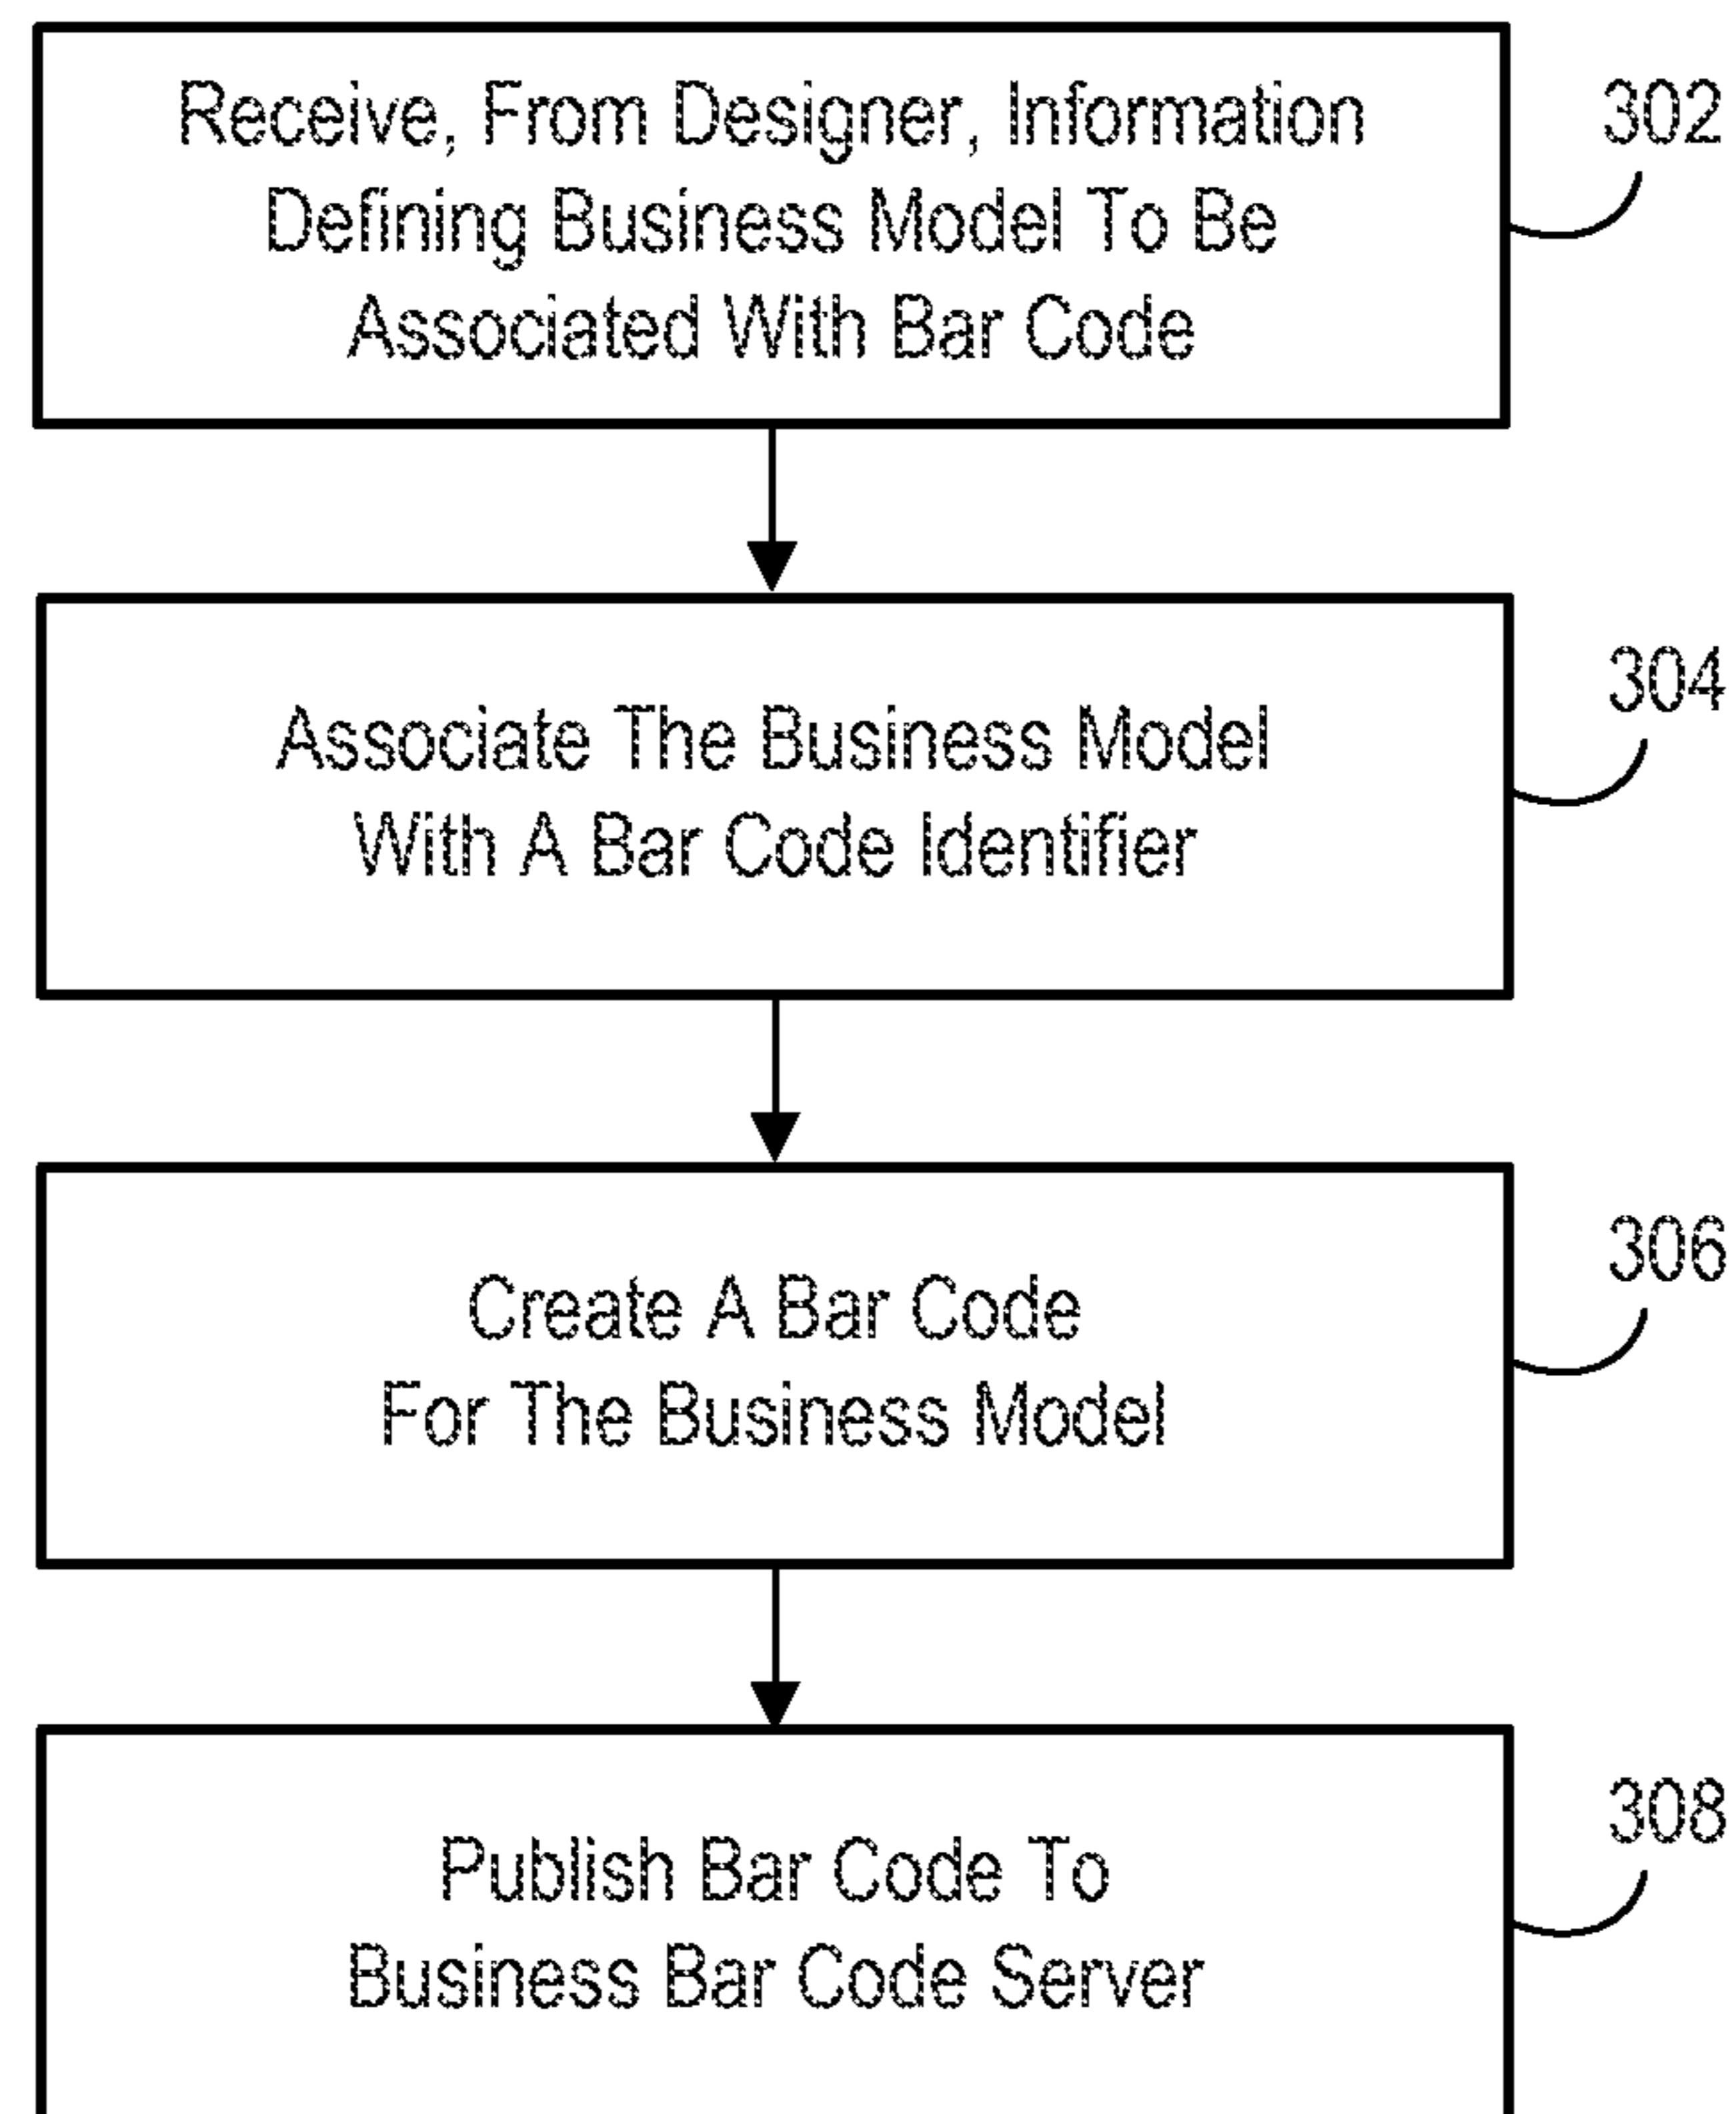 Receive, From Designer, Information
Defining Business Model To Be
Associated With Bar Code
302
Associate The Business Model
With A Bar Code Identifier
304
Create A Bar Code
For The Business Model
306
Publish Bar Code To
Business Bar Code Server
308